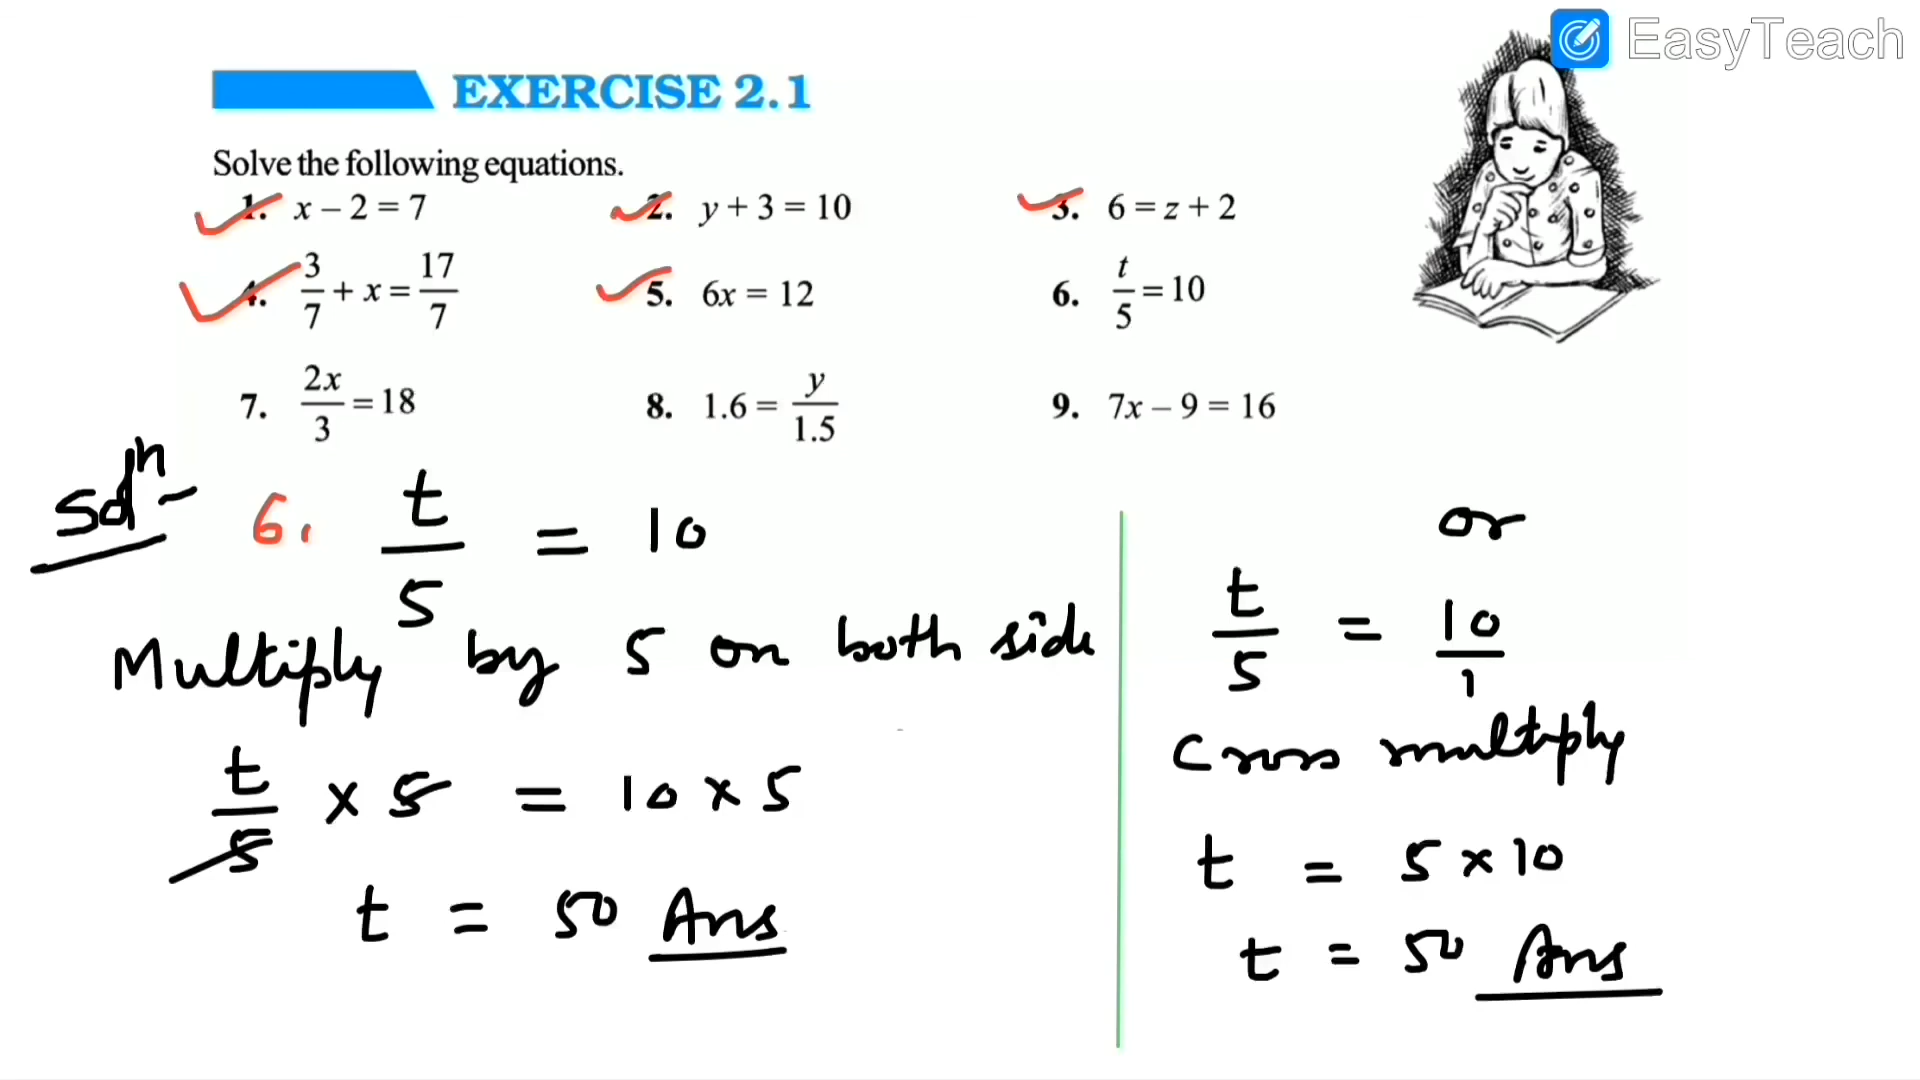 EasyTeach
EXERCISE 2.1
Solve the following equations.
1. x – 2 = 7 2. y + 3 = 10 3. 6 = z + 2
4. 3/7 + x = 17/7 5. 6x = 12 6. t/5 = 10
7. 2x/3 = 18 8. 1.6 = y/1.5 9. 7x – 9 = 16
Solⁿ– 6. t/5 = 10
Multiply by 5 on both side
t/5 × 5 = 10 × 5
t = 50 Ans
or
t/5 = 10/1
Cross multiply
t = 5 × 10
t = 50 Ans